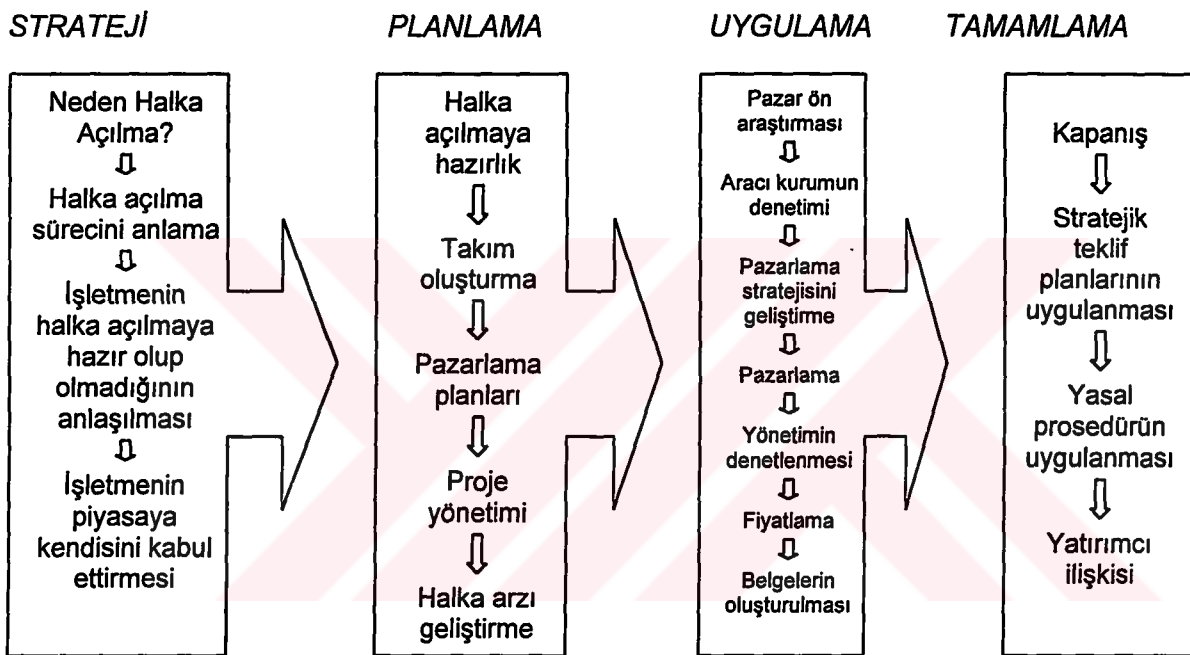 STRATEJİ
PLANLAMA
UYGULAMA
TAMAMLAMA
Neden Halka
Açılma?
Halka açılma
sürecini anlama
İşletmenin
halka açılmaya
hazır olup
olmadığının
anlaşılması
İşletmenin
piyasaya
kendisini kabul
ettirmesi
Halka
açılmaya
hazırlık
Takım
oluşturma
Pazarlama
planları
Proje
yönetimi
Halka arzı
geliştirme
Pazar ön
araştırması
Aracı kurumun
denetimi
Pazarlama
stratejisini
geliştirme
Pazarlama
Yönetimin
denetlenmesi
Fiyatlama
Belgelerin
oluşturulması
Kapanış
Stratejik
teklif
planlarının
uygulanması
Yasal
prosedürün
uygulanması
Yatırımcı
ilişkisi